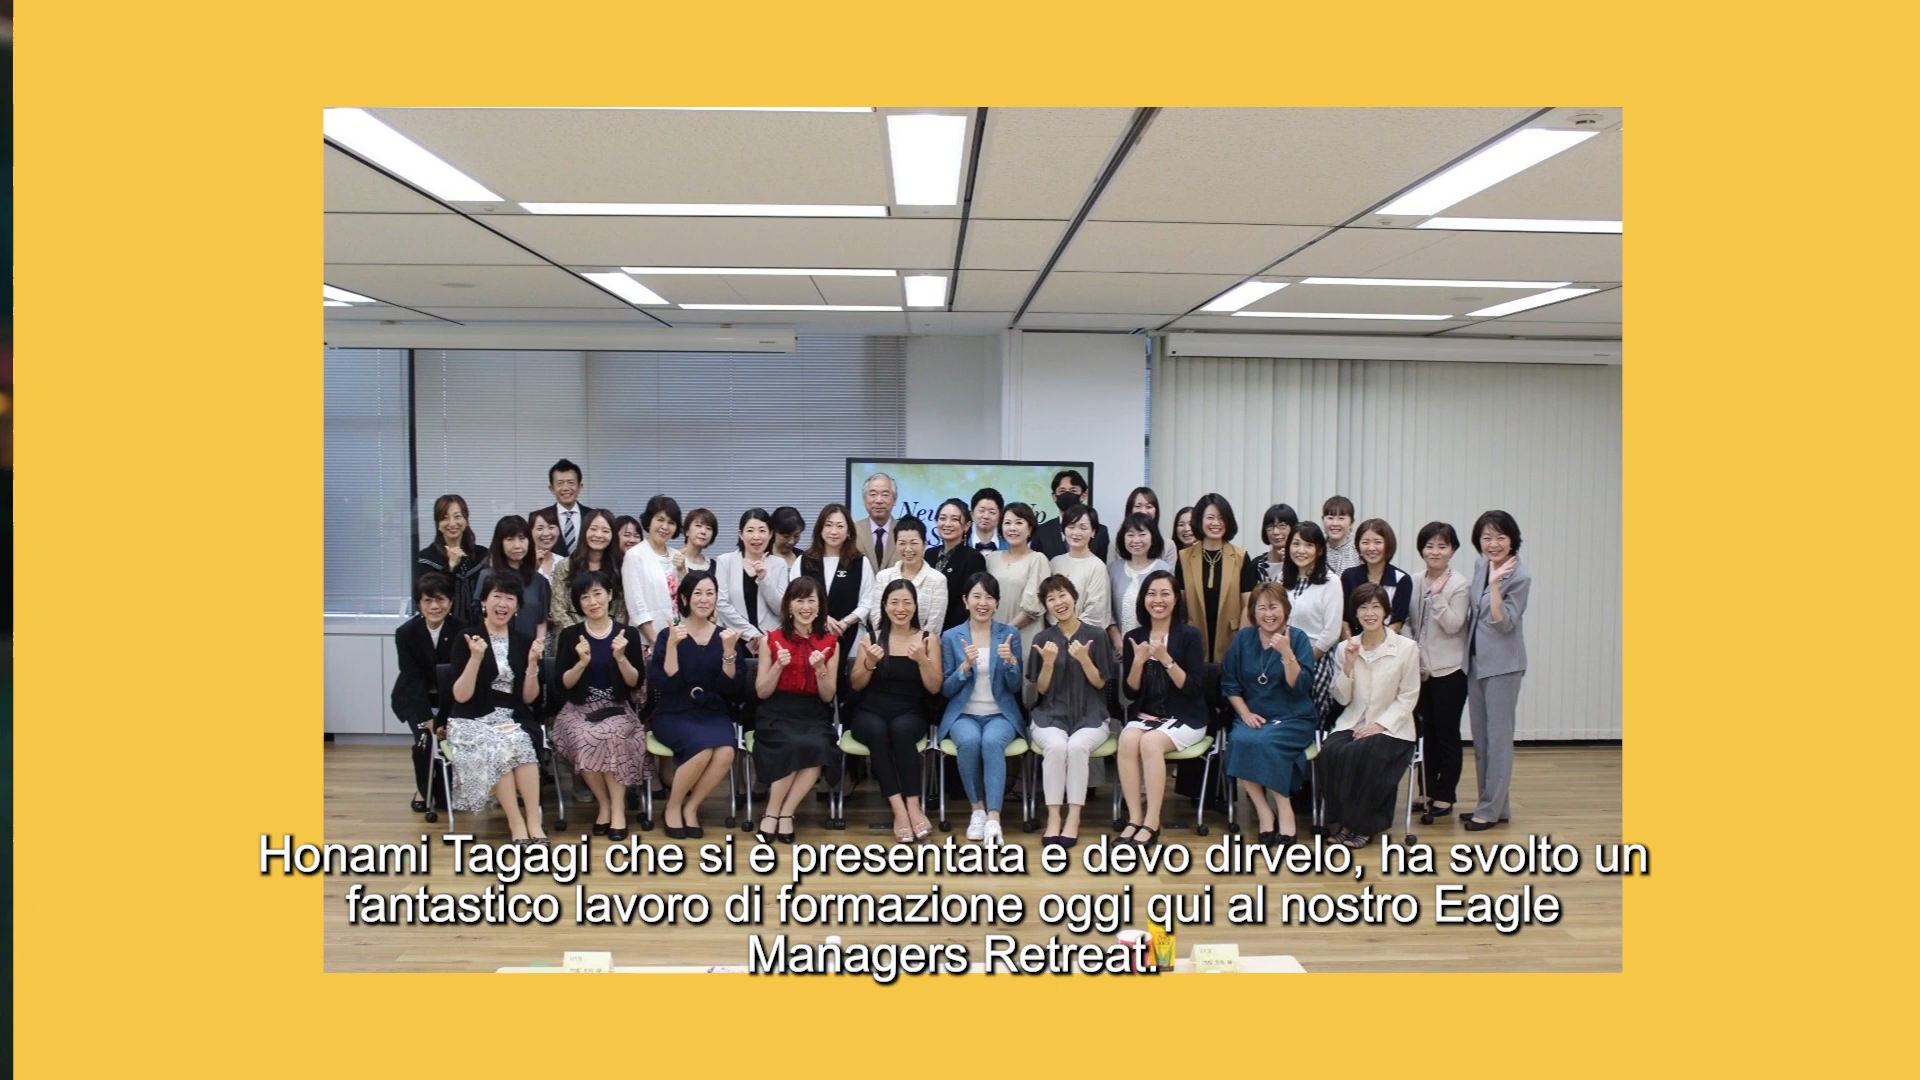 Honami Tagagi che si è presentata e devo dirvelo, ha svolto un
fantastico lavoro di formazione oggi qui al nostro Eagle
Managers Retreat.